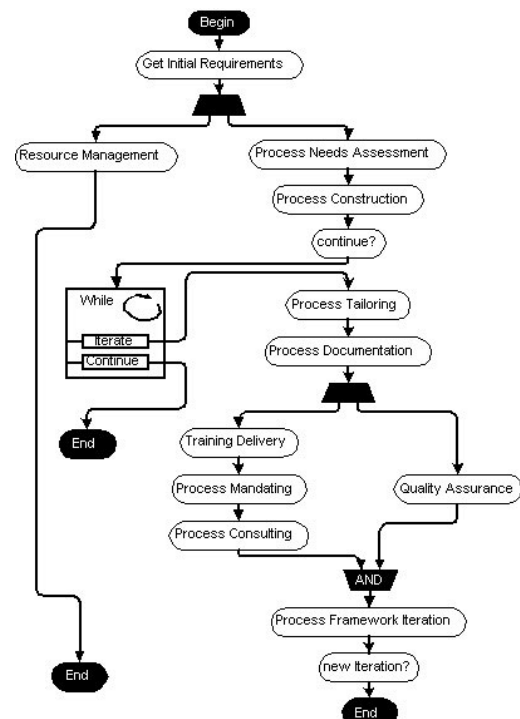 Begin
Get Initial Requirements
Resource Management
Process Needs Assessment
Process Construction
continue?
While
Iterate
Continue
End
Process Tailoring
Process Documentation
Training Delivery
Process Mandating
Quality Assurance
Process Consulting
AND
Process Framework Iteration
new Iteration?
End
End